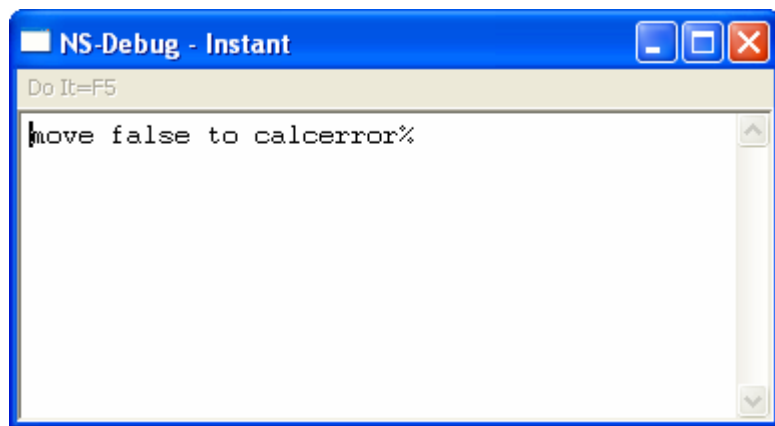 NS-Debug - Instant
Do It=F5
move false to calcerror%